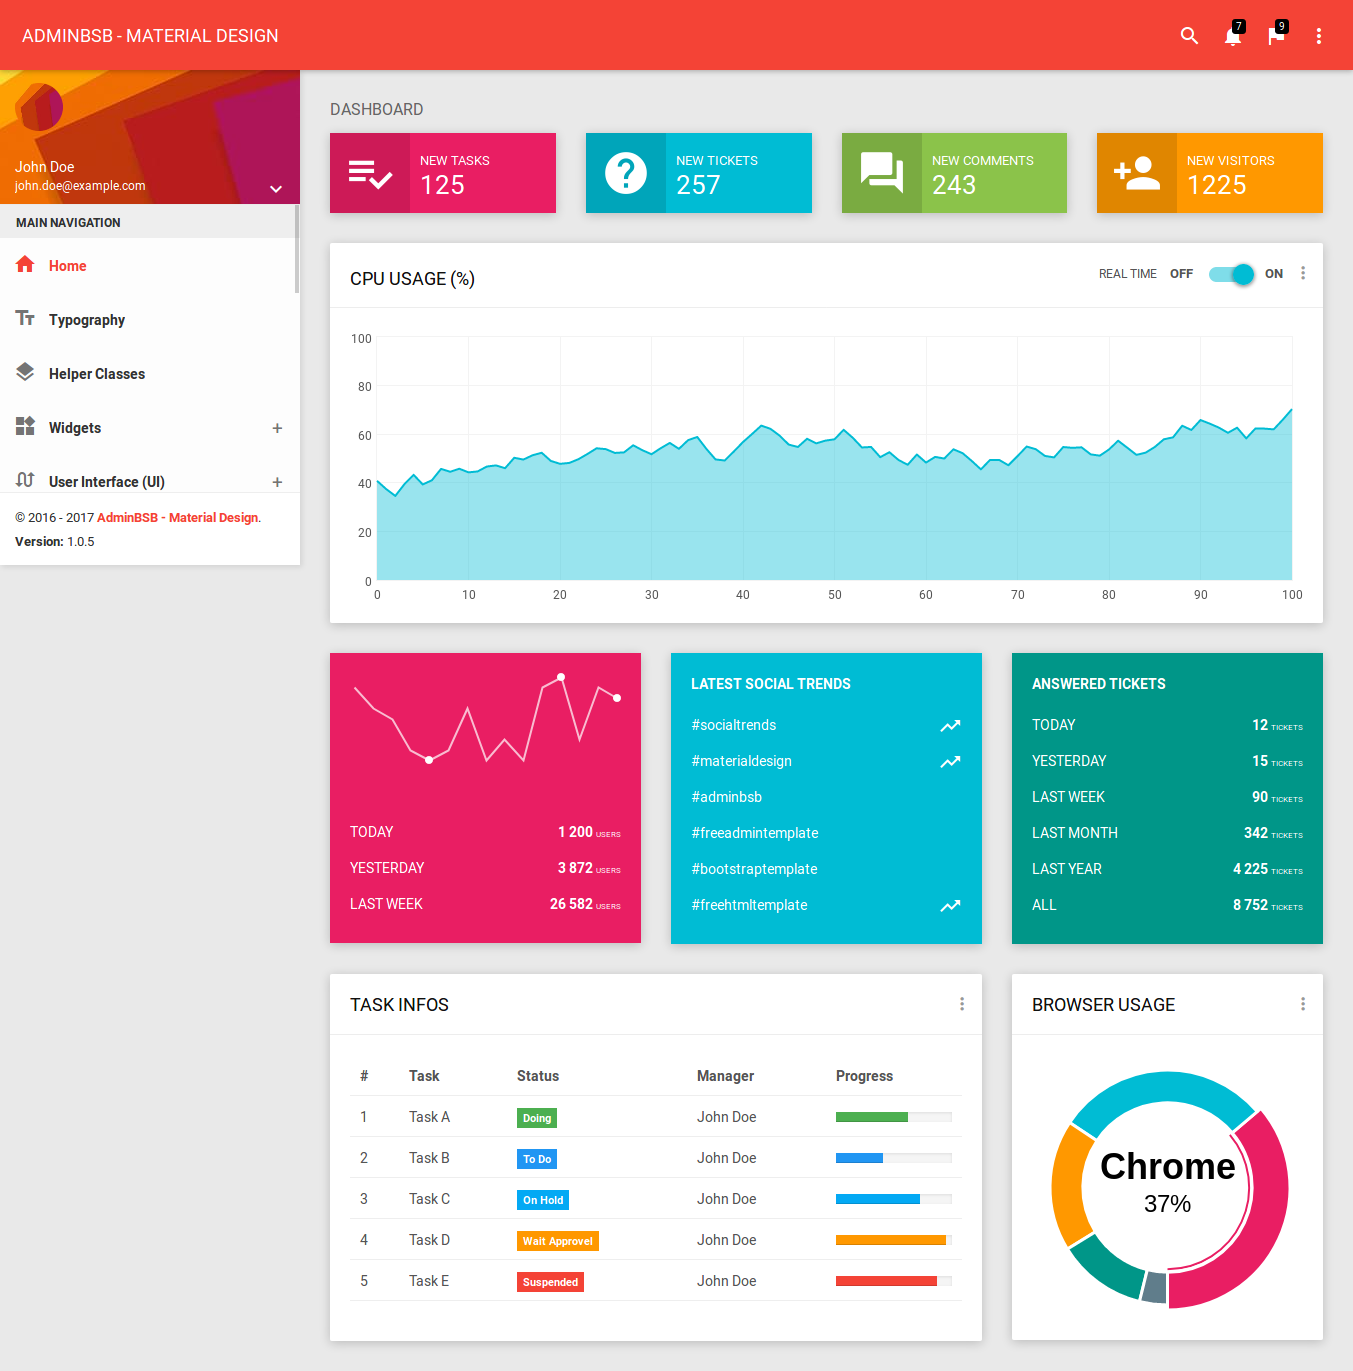 ADMINBSB - MATERIAL DESIGN
7
9
John Doe
john.doe@example.com
MAIN NAVIGATION
Home
Typography
Helper Classes
Widgets +
User Interface (UI) +
© 2016 - 2017 AdminBSB - Material Design.
Version: 1.0.5
DASHBOARD
NEW TASKS
125
NEW TICKETS
257
NEW COMMENTS
243
NEW VISITORS
1225
CPU USAGE (%)
REAL TIME OFF ON
100
80
60
40
20
0
0 10 20 30 40 50 60 70 80 90 100
TODAY 1 200 USERS
YESTERDAY 3 872 USERS
LAST WEEK 26 582 USERS
LATEST SOCIAL TRENDS
#socialtrends
#materialdesign
#adminbsb
#freeadmintemplate
#bootstraptemplate
#freehtmltemplate
ANSWERED TICKETS
TODAY 12 TICKETS
YESTERDAY 15 TICKETS
LAST WEEK 90 TICKETS
LAST MONTH 342 TICKETS
LAST YEAR 4 225 TICKETS
ALL 8 752 TICKETS
TASK INFOS
# Task Status Manager Progress
1 Task A Doing John Doe
2 Task B To Do John Doe
3 Task C On Hold John Doe
4 Task D Wait Approvel John Doe
5 Task E Suspended John Doe
BROWSER USAGE
Chrome
37%